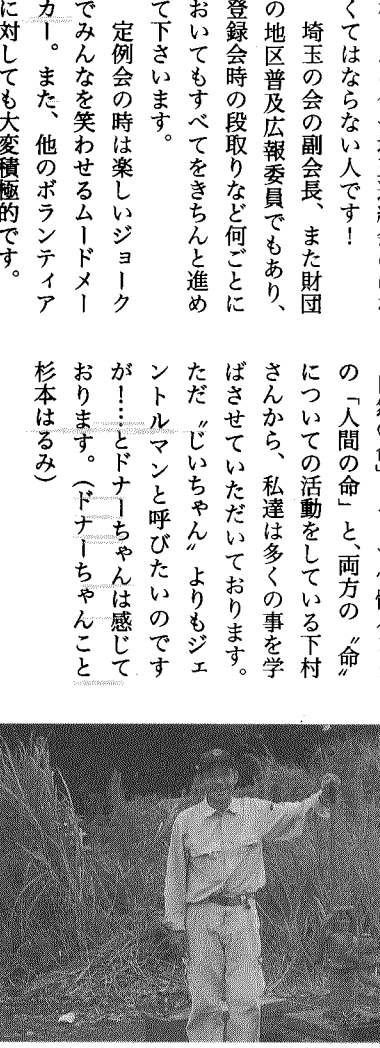 くてはならない人です！
　埼玉の会の副会長、また財団
の地区普及広報委員でもあり、
登録会時の段取りなど何ごとに
おいてもすべてをきちんと進め
て下さいます。
　定例会の時は楽しいジョーク
でみんなを笑わせるムードメー
カー。また、他のボランティア
に対しても大変積極的です。
の「人間の命」と、両方の〝命〟
についての活動をしている下村
さんから、私達は多くの事を学
ばさせていただいております。
ただ〝じいちゃん〟よりもジェ
ントルマンと呼びたいのです
が！…とドナーちゃんは感じて
おります。（ドナーちゃんこと
杉本はるみ）